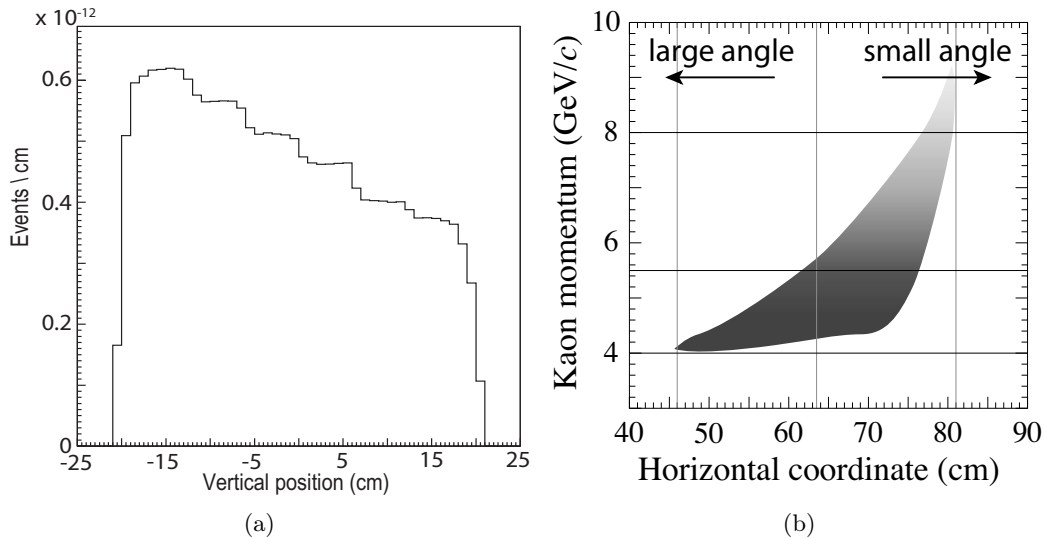 x 10-12
0.6
0.4
0.2
0
Events \ cm
-25 -15 -5 5 15 25
Vertical position (cm)
(a)
10
8
6
4
Kaon momentum (GeV/c)
large angle small angle
40 50 60 70 80 90
Horizontal coordinate (cm)
(b)